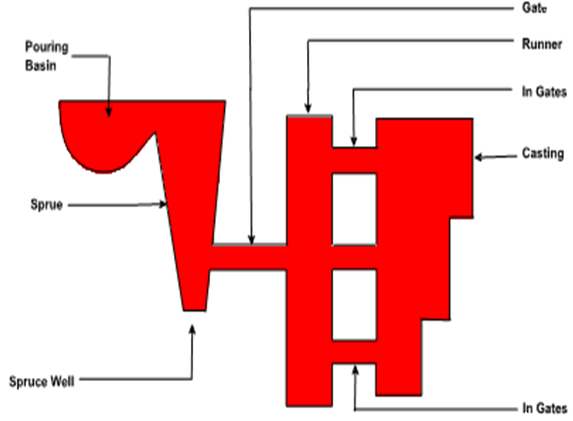 Gate
Runner
Pouring
Basin
In Gates
Casting
Sprue
Spruce Well
In Gates